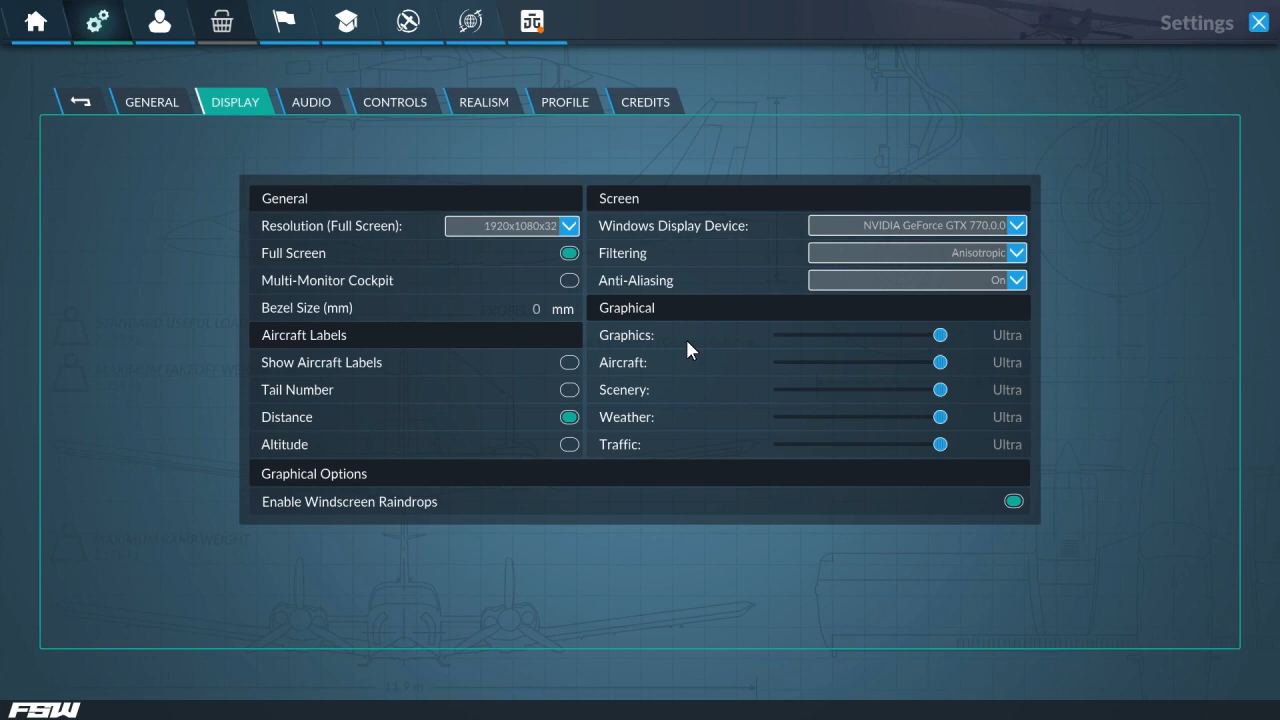 Settings
GENERAL
DISPLAY
AUDIO
CONTROLS
REALISM
PROFILE
CREDITS
General
Resolution (Full Screen): 1920x1080x32
Full Screen
Multi-Monitor Cockpit
Bezel Size (mm) 0 mm
Aircraft Labels
Show Aircraft Labels
Tail Number
Distance
Altitude
Screen
Windows Display Device: NVIDIA GeForce GTX 770.0.0
Filtering Anisotropic
Anti-Aliasing On
Graphical
Graphics: Ultra
Aircraft: Ultra
Scenery: Ultra
Weather: Ultra
Traffic: Ultra
Graphical Options
Enable Windscreen Raindrops
MAXIMUM RAMP WEIGHT
FSW